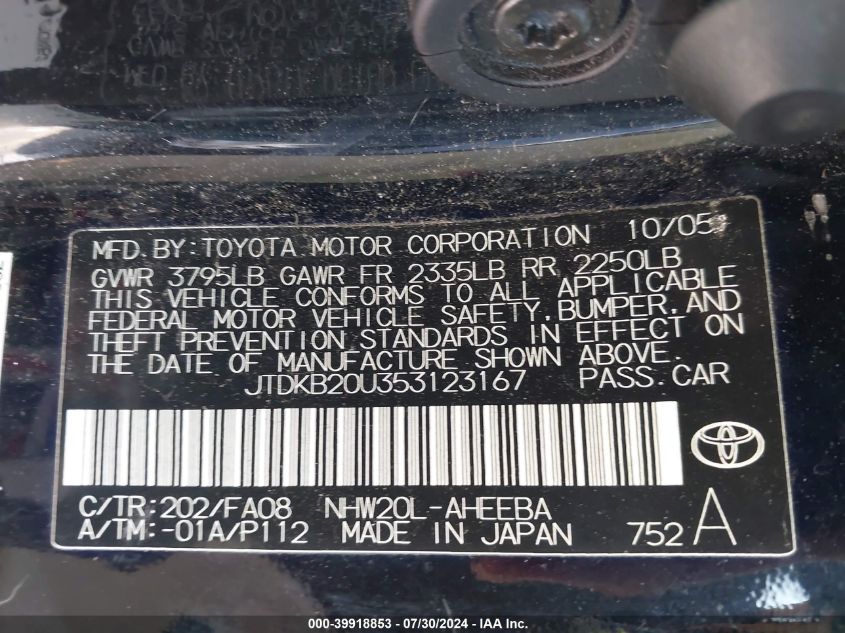 MFD. BY: TOYOTA MOTOR CORPORATION 10/05
GVWR 3795LB GAWR FR 2335LB RR 2250LB
THIS VEHICLE CONFORMS TO ALL APPLICABLE
FEDERAL MOTOR VEHICLE SAFETY, BUMPER, AND
THEFT PREVENTION STANDARDS IN EFFECT ON
THE DATE OF MANUFACTURE SHOWN ABOVE.
JTDKB20U353123167 PASS. CAR
C/TR: 202/FA08 NHW20L-AHEEBA
A/TM: -01A/P112 MADE IN JAPAN 752 A
000-39918853 / 07/30/2024 - IAA Inc.